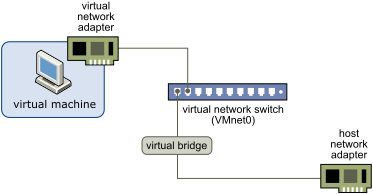 virtual
network
adapter
virtual machine
virtual network switch
(VMnet0)
virtual bridge
host
network
adapter